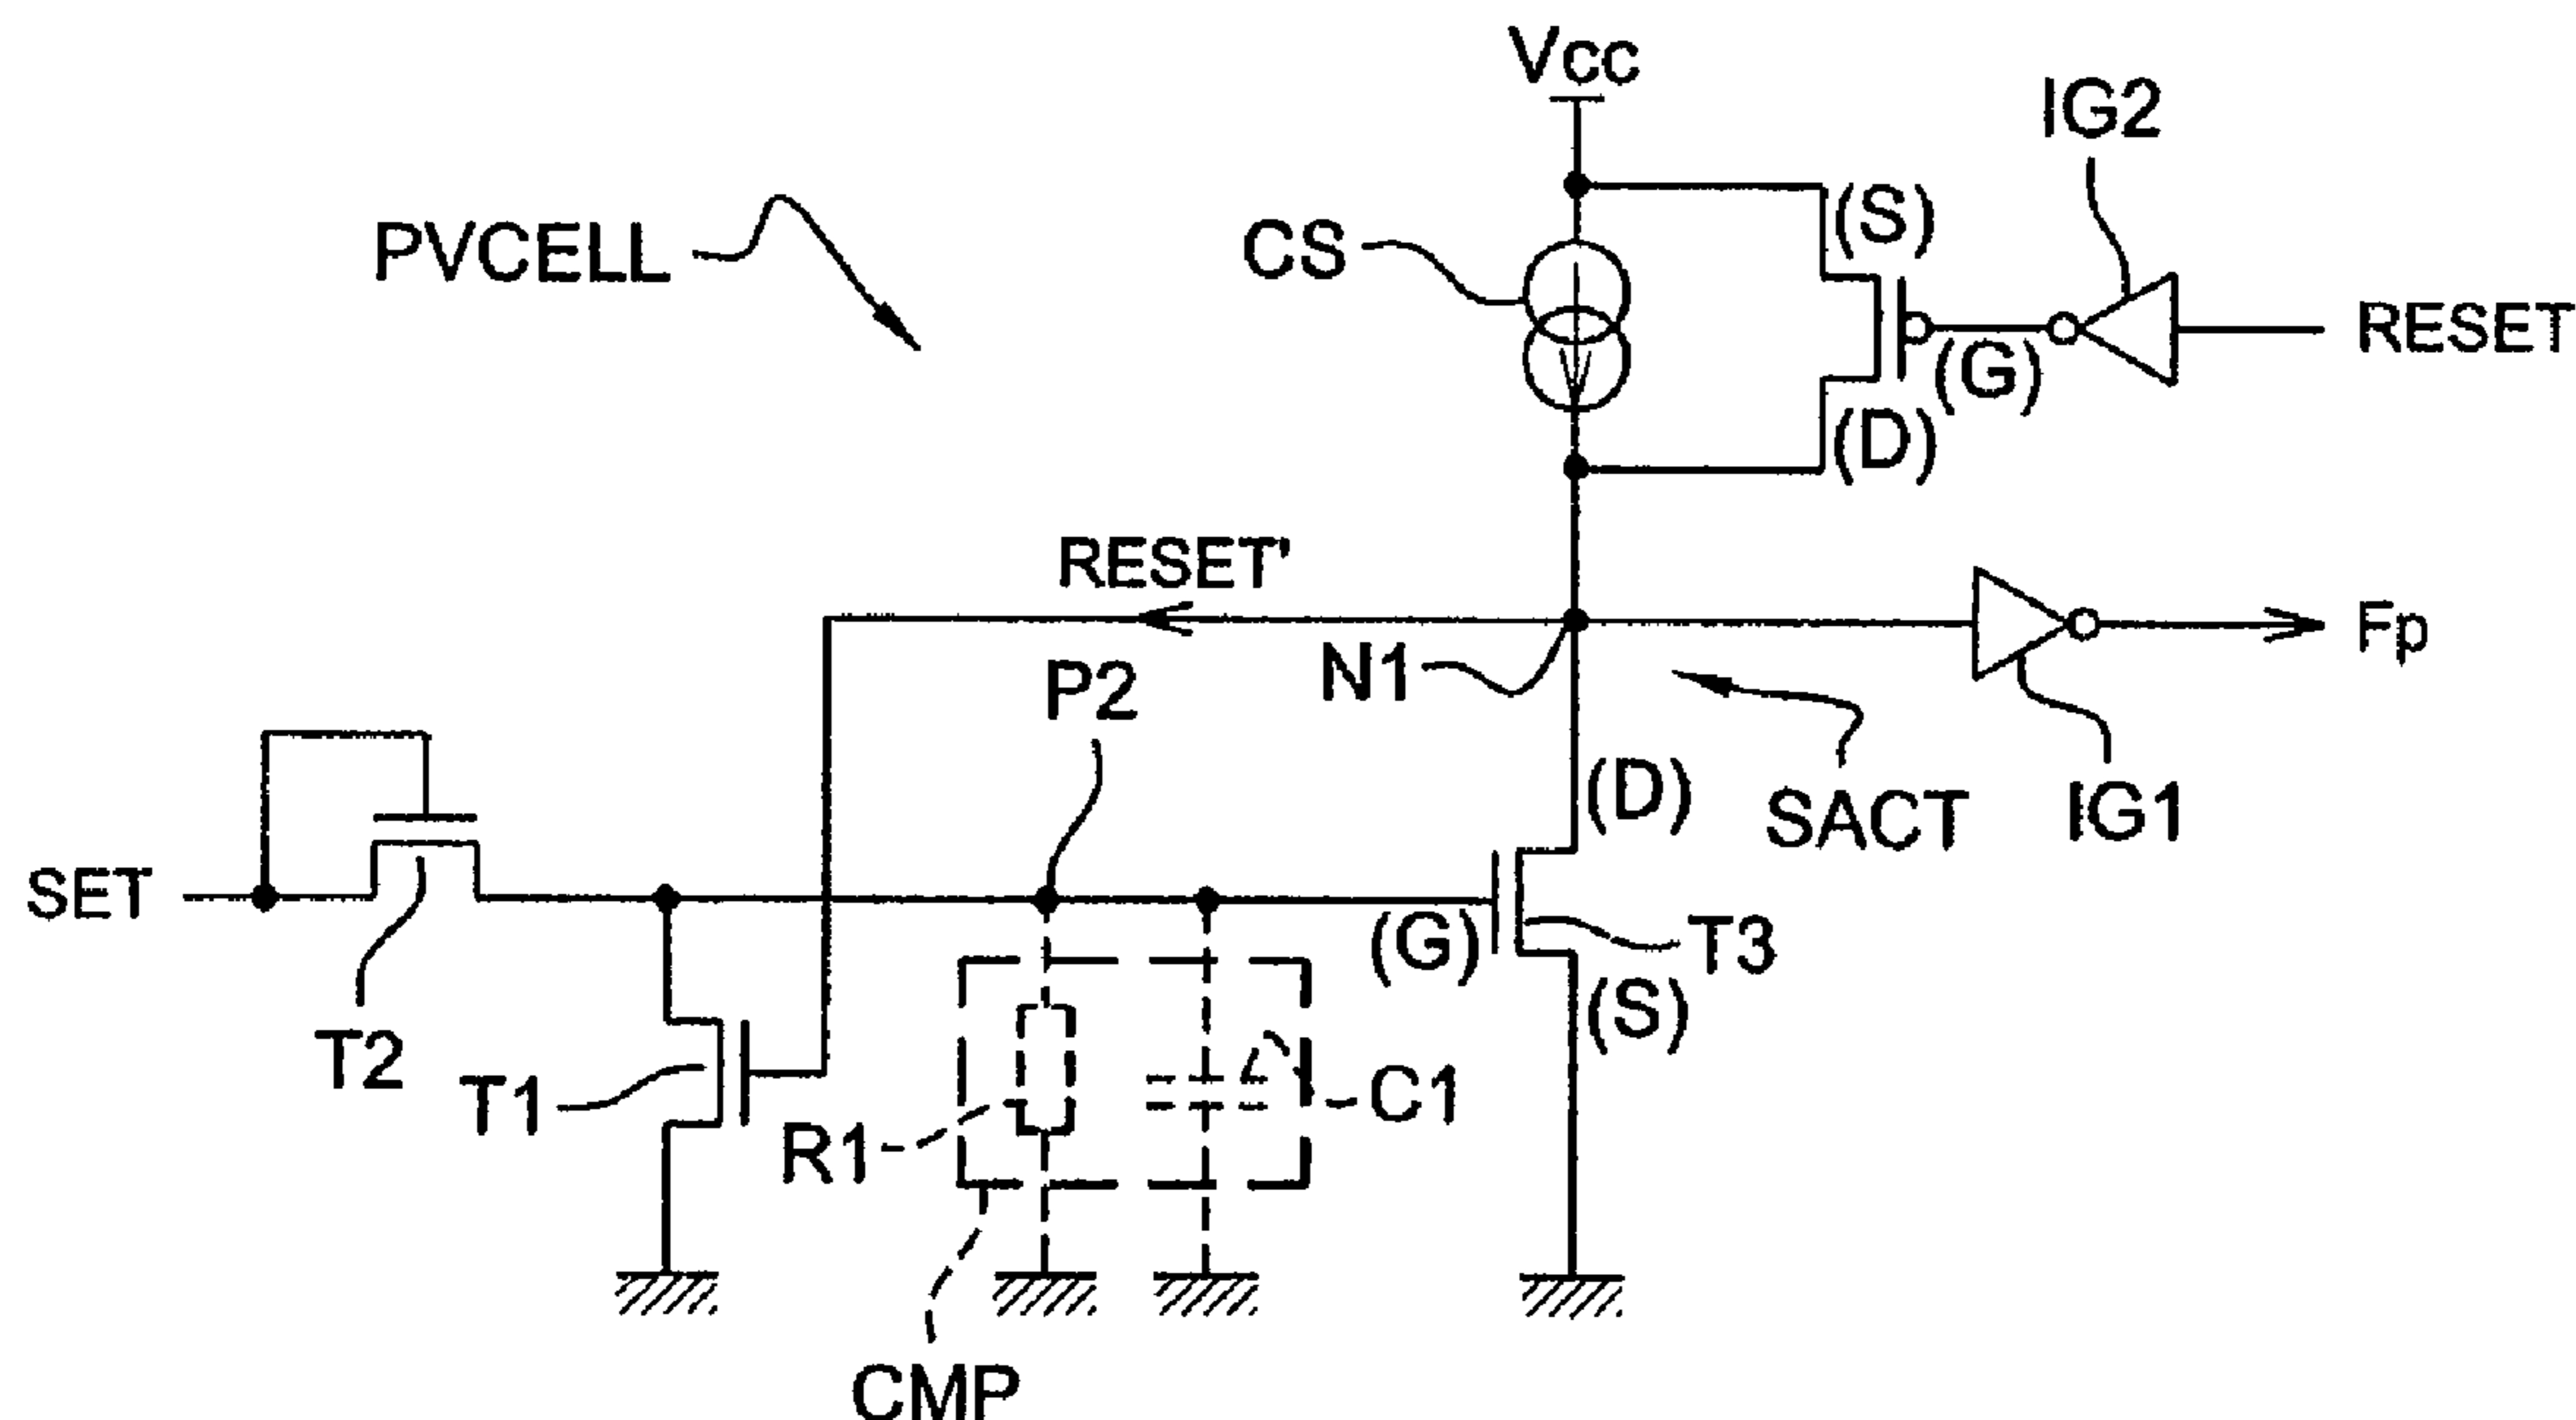 Vcc
IG2
PVCELL
CS
(S)
RESET
(G)
(D)
RESET'
N1
Fp
P2
(D)
SACT
IG1
SET
(G)
T3
(S)
T2
T1
R1
C1
CMP